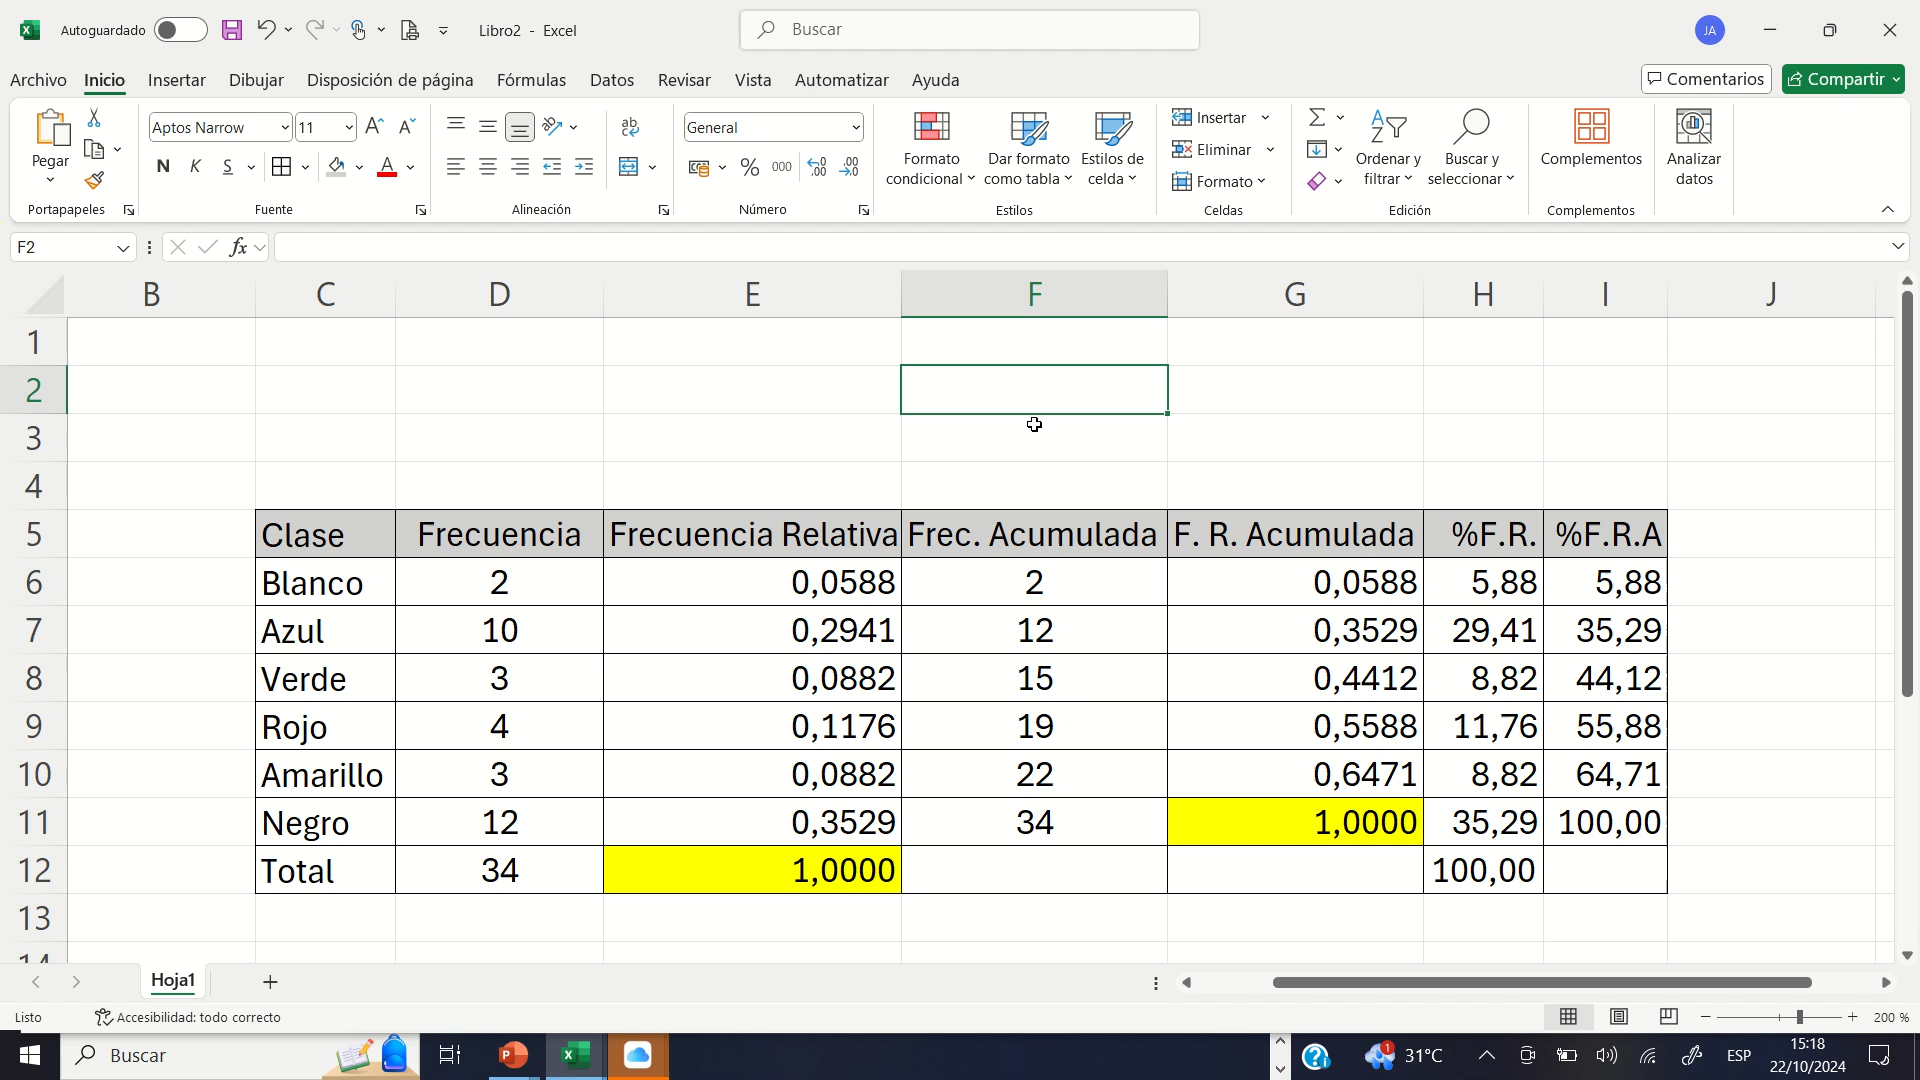 Autoguardado
Libro2 - Excel
Buscar
JA
Archivo Inicio Insertar Dibujar Disposición de página Fórmulas Datos Revisar Vista Automatizar Ayuda
Comentarios Compartir
Pegar
Portapapeles
Aptos Narrow 11
N K S
Fuente
ab
Alineación
General
% 000
Número
Formato condicional
Dar formato como tabla
Estilos de celda
Estilos
Insertar
Eliminar
Formato
Celdas
Ordenar y filtrar
Buscar y seleccionar
Edición
Complementos
Complementos
Analizar datos
F2 fx
B C D E F G H I J
1
2
3
4
5 Clase Frecuencia Frecuencia Relativa Frec. Acumulada F. R. Acumulada %F.R. %F.R.A
6 Blanco 2 0,0588 2 0,0588 5,88 5,88
7 Azul 10 0,2941 12 0,3529 29,41 35,29
8 Verde 3 0,0882 15 0,4412 8,82 44,12
9 Rojo 4 0,1176 19 0,5588 11,76 55,88
10 Amarillo 3 0,0882 22 0,6471 8,82 64,71
11 Negro 12 0,3529 34 1,0000 35,29 100,00
12 Total 34 1,0000 100,00
13
14
Hoja1
Listo Accesibilidad: todo correcto 200 %
Buscar 31°C ESP 15:18
22/10/2024